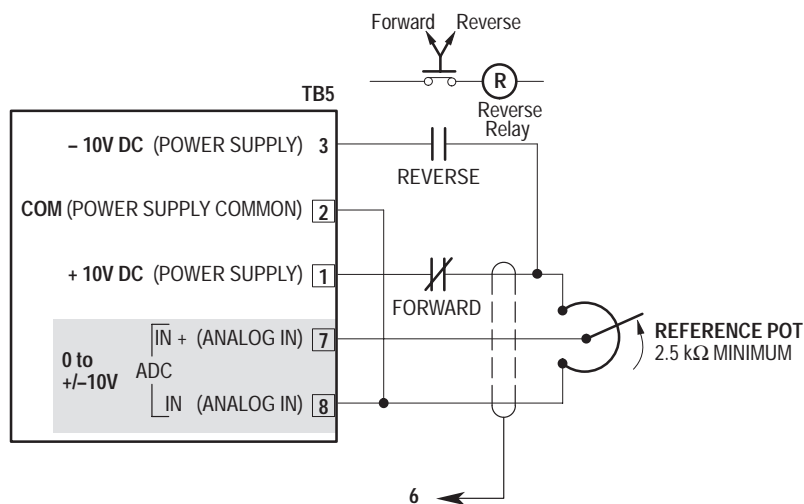 Forward Reverse
R
Reverse
Relay
TB5
– 10V DC (POWER SUPPLY) 3
REVERSE
COM (POWER SUPPLY COMMON) 2
+ 10V DC (POWER SUPPLY) 1
FORWARD
IN + (ANALOG IN) 7
0 to
+/–10V
ADC
IN (ANALOG IN) 8
REFERENCE POT
2.5 kΩ MINIMUM
6